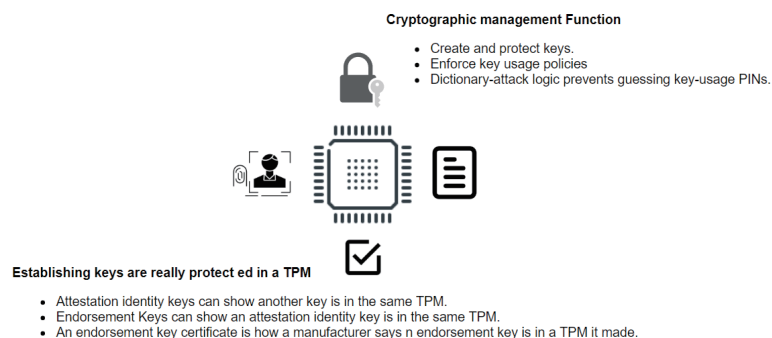 Cryptographic management Function
• Create and protect keys.
• Enforce key usage policies
• Dictionary-attack logic prevents guessing key-usage PINs.
Establishing keys are really protect ed in a TPM
• Attestation identity keys can show another key is in the same TPM.
• Endorsement Keys can show an attestation identity key is in the same TPM.
• An endorsement key certificate is how a manufacturer says n endorsement key is in a TPM it made.